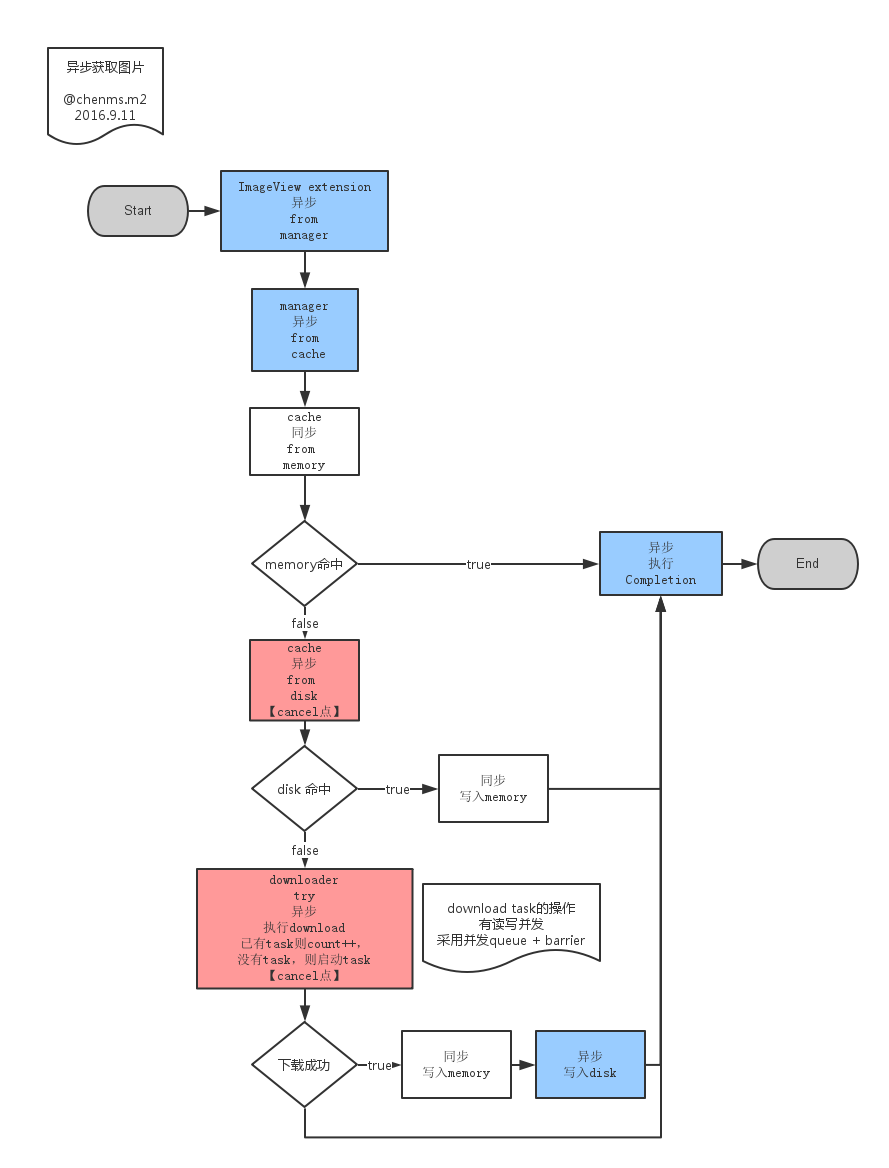 异步获取图片
@chenms.m2
2016.9.11
Start
ImageView extension
异步
from
manager
manager
异步
from
cache
cache
同步
from
memory
memory命中
true
异步
执行
Completion
End
false
cache
异步
from
disk
【cancel点】
disk 命中
true
同步
写入memory
false
downloader
try
异步
执行download
已有task则count++,
没有task, 则启动task
【cancel点】
download task的操作
有读写并发
采用并发queue + barrier
下载成功
true
同步
写入memory
异步
写入disk